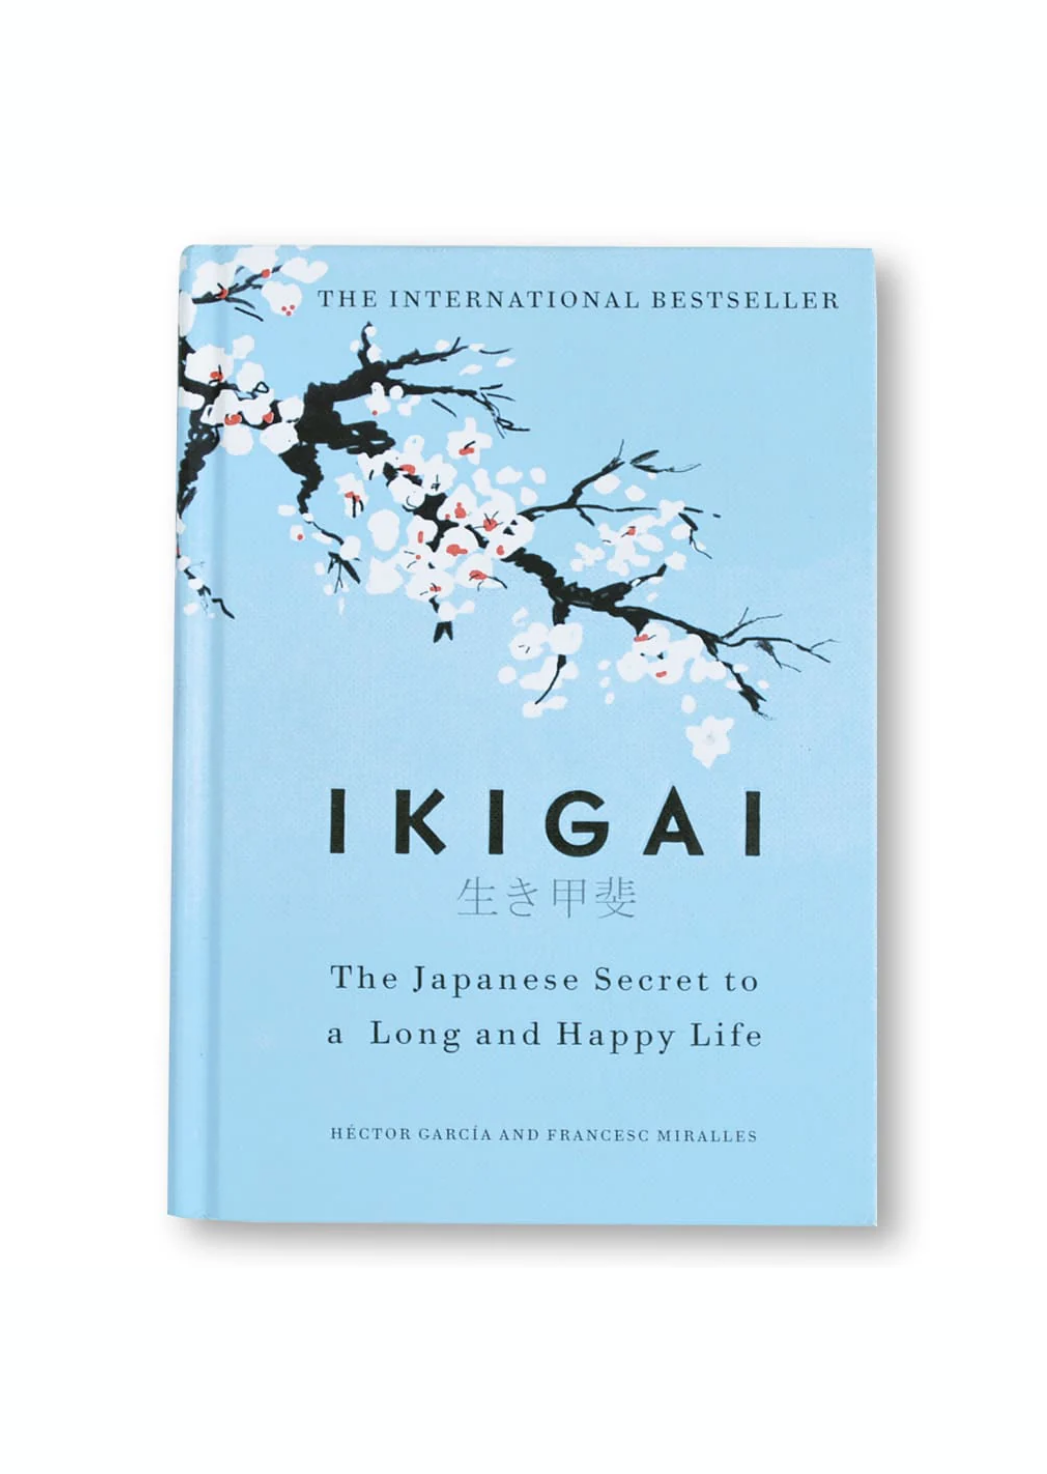 THE INTERNATIONAL BESTSELLER
IKIGAI
生き甲斐
The Japanese Secret to
a Long and Happy Life
HÉCTOR GARCÍA AND FRANCESC MIRALLES